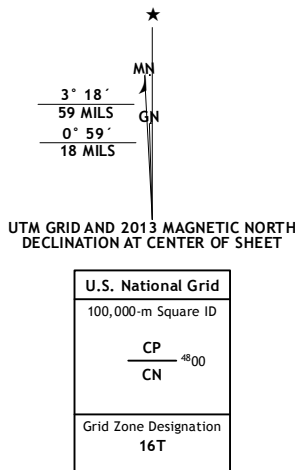 ★
MN
3° 18´
59 MILS
GN
0° 59´
18 MILS
UTM GRID AND 2013 MAGNETIC NORTH
DECLINATION AT CENTER OF SHEET
U.S. National Grid
100,000-m Square ID
CP
4800
CN
Grid Zone Designation
16T